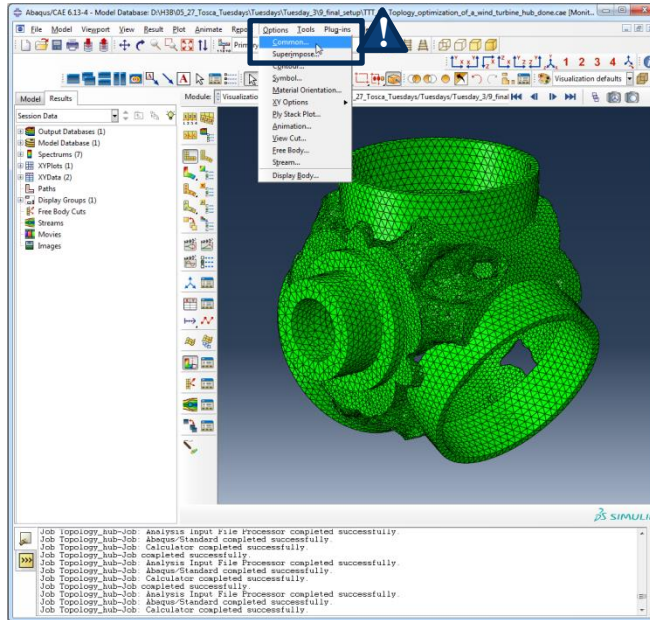 Abaqus/CAE 6.13-4 - Model Database: D:\H38\05_27_Tosca_Tuesdays\Tuesdays\Tuesday_3\9_final_setup\TTT_ Toplogy_optimization_of_a_wind_turbine_hub_done.cae [Monit...
File Model Viewport View Result Plot Animate Repo Options Tools Plug-ins
Primary
Common...
Superimpose...
Contour...
Symbol...
Material Orientation...
XY Options
Ply Stack Plot...
Animation...
View Cut...
Free Body...
Stream...
Display Body...
1 2 3 4
Visualization defaults
Model Results
Module: Visualization
_27_Tosca_Tuesdays/Tuesdays/Tuesday_3/9_final
Session Data
Output Databases (1)
Model Database (1)
Spectrums (7)
XYPlots (1)
XYData (2)
Paths
Display Groups (1)
Free Body Cuts
Streams
Movies
Images
SIMULI
Job Topology_hub-Job: Analysis Input File Processor completed successfully.
Job Topology_hub-Job: Abaqus/Standard completed successfully.
Job Topology_hub-Job: Calculator completed successfully.
Job Topology_hub-Job completed successfully.
Job Topology_hub-Job: Analysis Input File Processor completed successfully.
Job Topology_hub-Job: Abaqus/Standard completed successfully.
Job Topology_hub-Job: Calculator completed successfully.
Job Topology_hub-Job completed successfully.
Job Topology_hub-Job: Analysis Input File Processor completed successfully.
Job Topology_hub-Job: Abaqus/Standard completed successfully.
Job Topology_hub-Job: Calculator completed successfully.